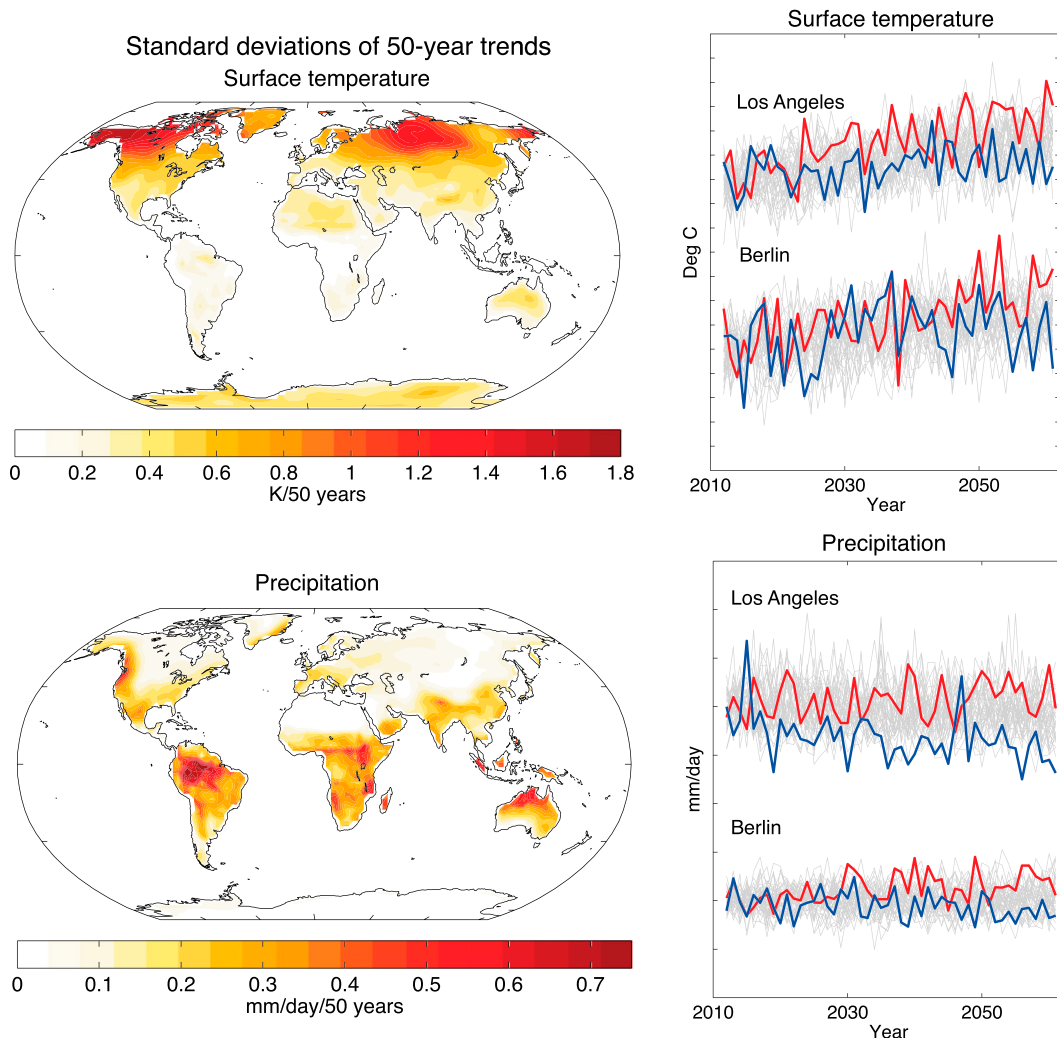 Standard deviations of 50-year trends
Surface temperature
0 0.2 0.4 0.6 0.8 1 1.2 1.4 1.6 1.8
K/50 years
Surface temperature
Los Angeles
Berlin
Deg C
2010 2030 2050
Year
Precipitation
0 0.1 0.2 0.3 0.4 0.5 0.6 0.7
mm/day/50 years
Precipitation
Los Angeles
Berlin
mm/day
2010 2030 2050
Year